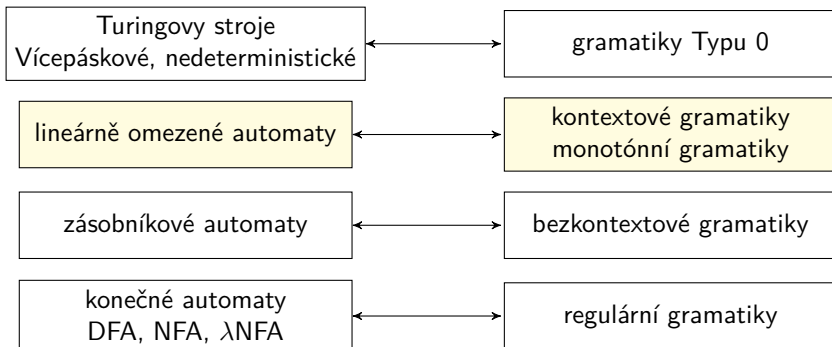 Turingovy stroje
Vícepáskové, nedeterministické
gramatiky Typu 0
lineárně omezené automaty
kontextové gramatiky
monotónní gramatiky
zásobníkové automaty
bezkontextové gramatiky
konečné automaty
DFA, NFA, λNFA
regulární gramatiky